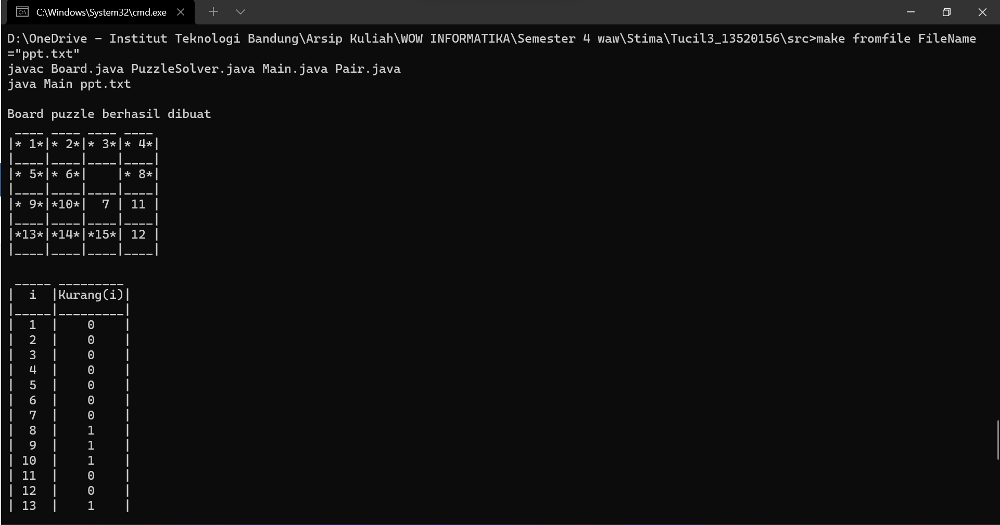 C:\Windows\System32\cmd.exe
D:\OneDrive - Institut Teknologi Bandung\Arsip Kuliah\WOW INFORMATIKA\Semester 4 waw\Stima\Tucil3_13520156\src>make fromfile FileName
="ppt.txt"
javac Board.java PuzzleSolver.java Main.java Pair.java
java Main ppt.txt
Board puzzle berhasil dibuat
 ____ ____ ____ ____
|* 1*|* 2*|* 3*|* 4*|
|____|____|____|____|
|* 5*|* 6*|    |* 8*|
|____|____|____|____|
|* 9*|*10*|  7 | 11 |
|____|____|____|____|
|*13*|*14*|*15*| 12 |
|____|____|____|____|
 _____ _________
|  i  |Kurang(i)|
|_____|_________|
|  1  |    0    |
|  2  |    0    |
|  3  |    0    |
|  4  |    0    |
|  5  |    0    |
|  6  |    0    |
|  7  |    0    |
|  8  |    1    |
|  9  |    1    |
| 10  |    1    |
| 11  |    0    |
| 12  |    0    |
| 13  |    1    |